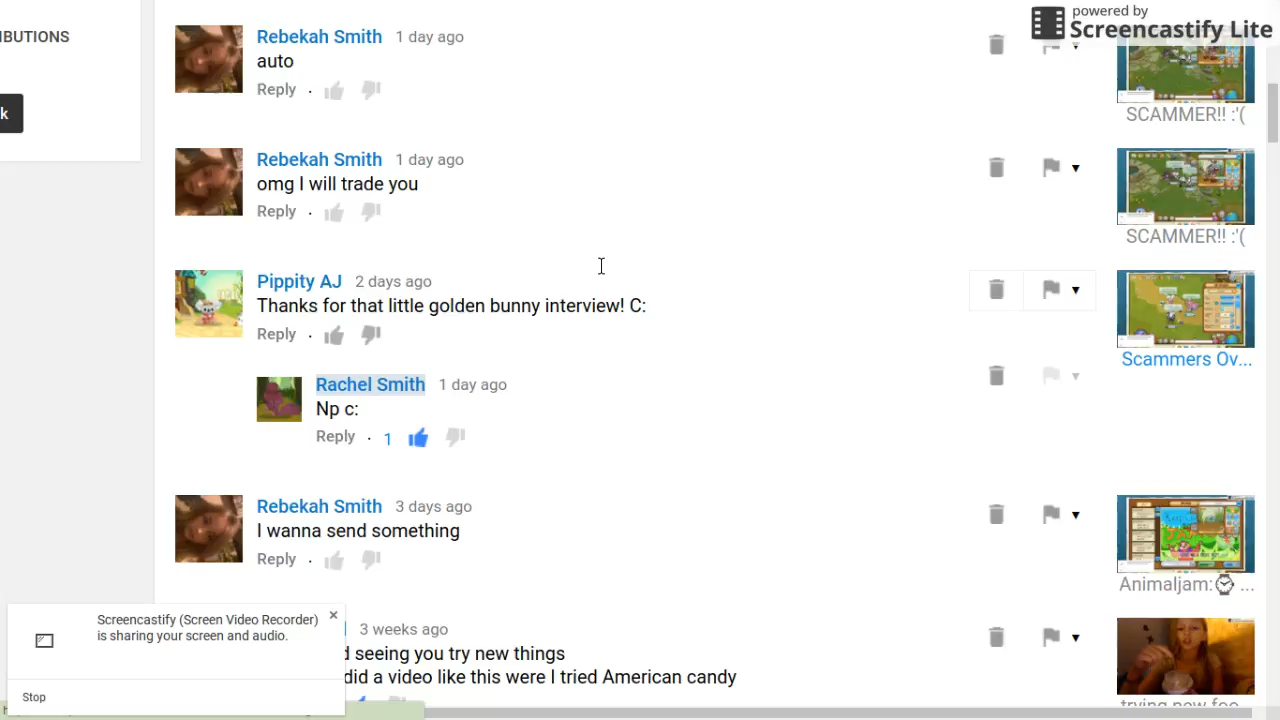 powered by
Screencastify Lite
IBUTIONS
k
Rebekah Smith 1 day ago
auto
Reply ·
SCAMMER!! :'(
Rebekah Smith 1 day ago
omg I will trade you
Reply ·
SCAMMER!! :'(
Pippity AJ 2 days ago
Thanks for that little golden bunny interview! C:
Reply ·
Scammers Ov...
Rachel Smith 1 day ago
Np c:
Reply · 1
Rebekah Smith 3 days ago
I wanna send something
Reply ·
Animaljam:⌚ ...
3 weeks ago
d seeing you try new things
did a video like this were I tried American candy
trying new foo
Screencastify (Screen Video Recorder)
is sharing your screen and audio.
Stop